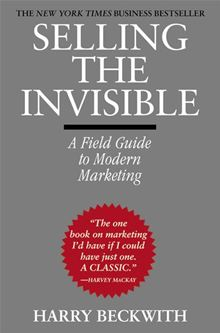 THE NEW YORK TIMES BUSINESS BESTSELLER
SELLING
THE
INVISIBLE
A Field Guide
to Modern
Marketing
"The one
book on marketing
I'd have if I could
have just one.
A CLASSIC."
—HARVEY MACKAY
HARRY BECKWITH